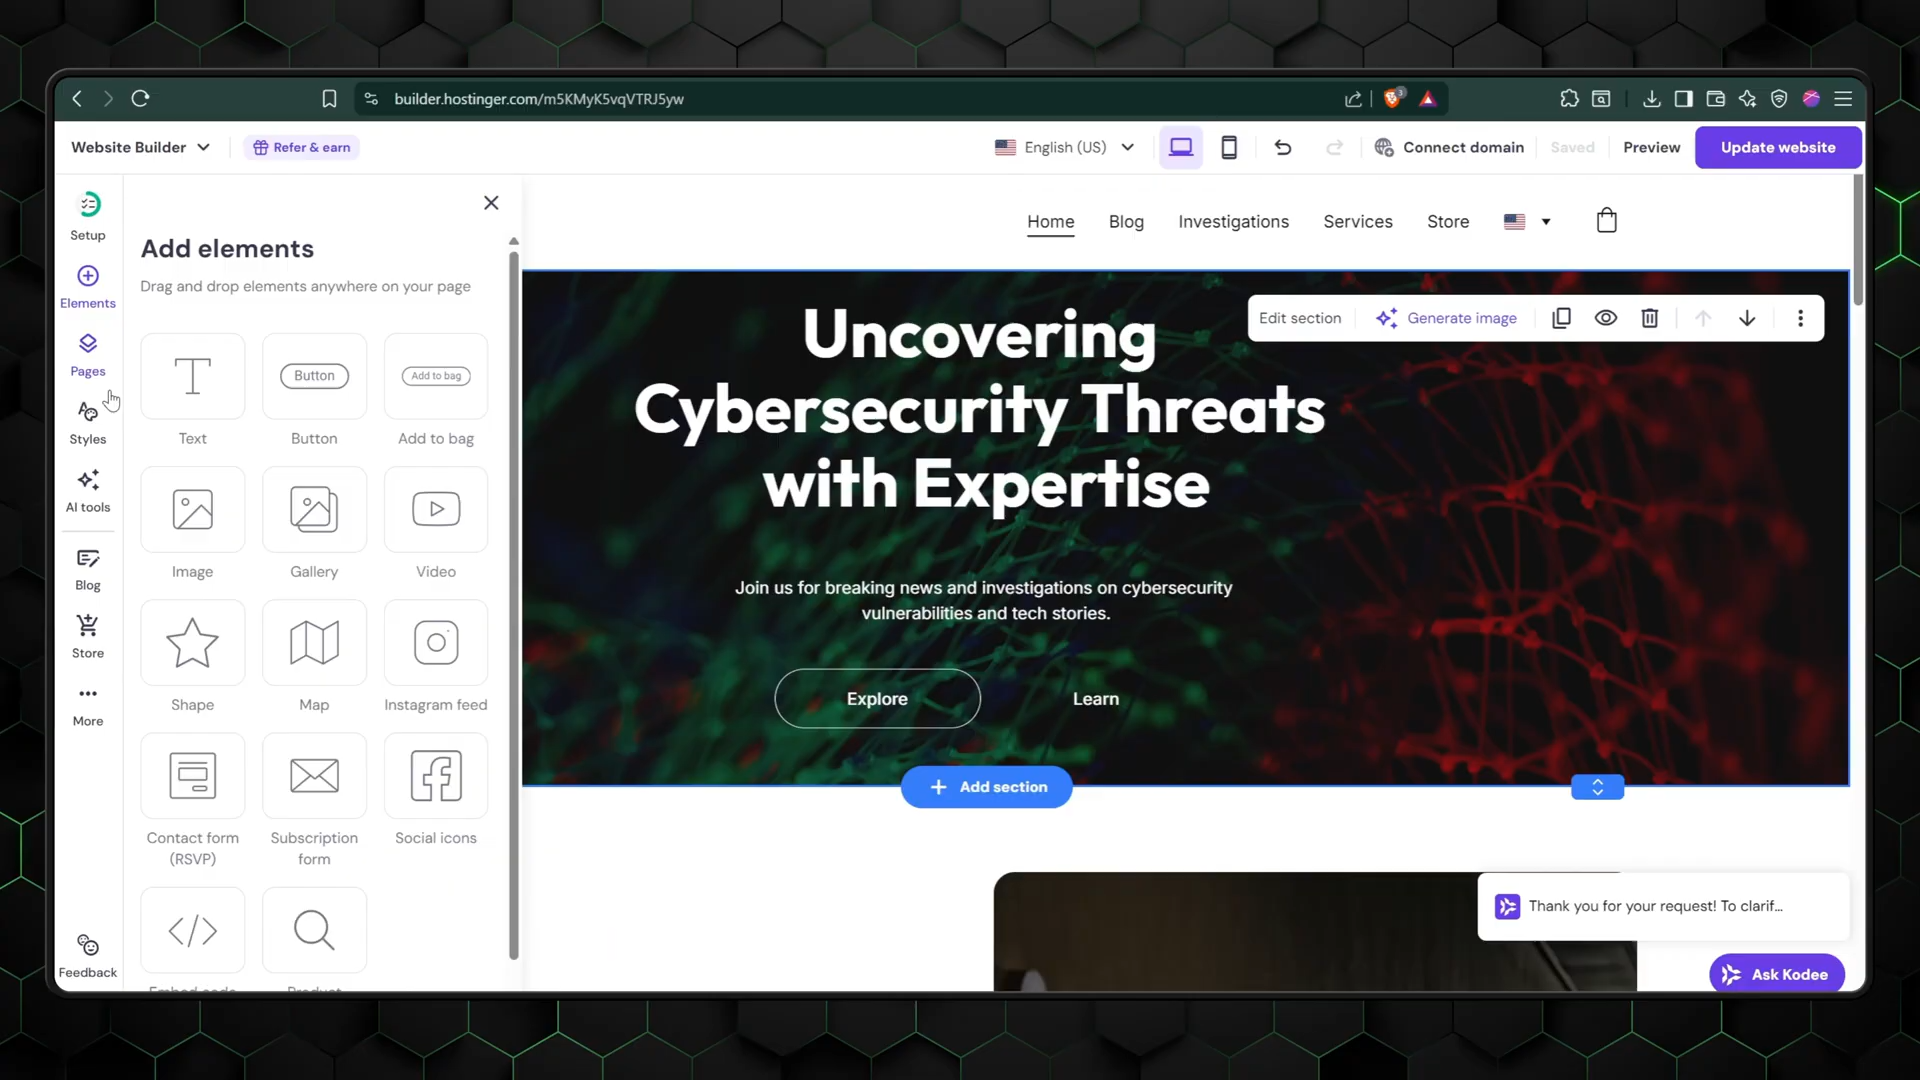 builder.hostinger.com/m5KMyK5vqVTRJ5yw
3
Website Builder
Refer & earn
English (US)
Connect domain
Saved
Preview
Update website
Setup
Elements
Pages
Styles
AI tools
Blog
Store
More
Feedback
Add elements
Drag and drop elements anywhere on your page
Button
Add to bag
Text
Button
Add to bag
Image
Gallery
Video
Shape
Map
Instagram feed
Contact form
(RSVP)
Subscription
form
Social icons
Embed code
Product
Home
Blog
Investigations
Services
Store
Edit section
Generate image
Uncovering
Cybersecurity Threats
with Expertise
Join us for breaking news and investigations on cybersecurity
vulnerabilities and tech stories.
Explore
Learn
Add section
Thank you for your request! To clarif...
Ask Kodee